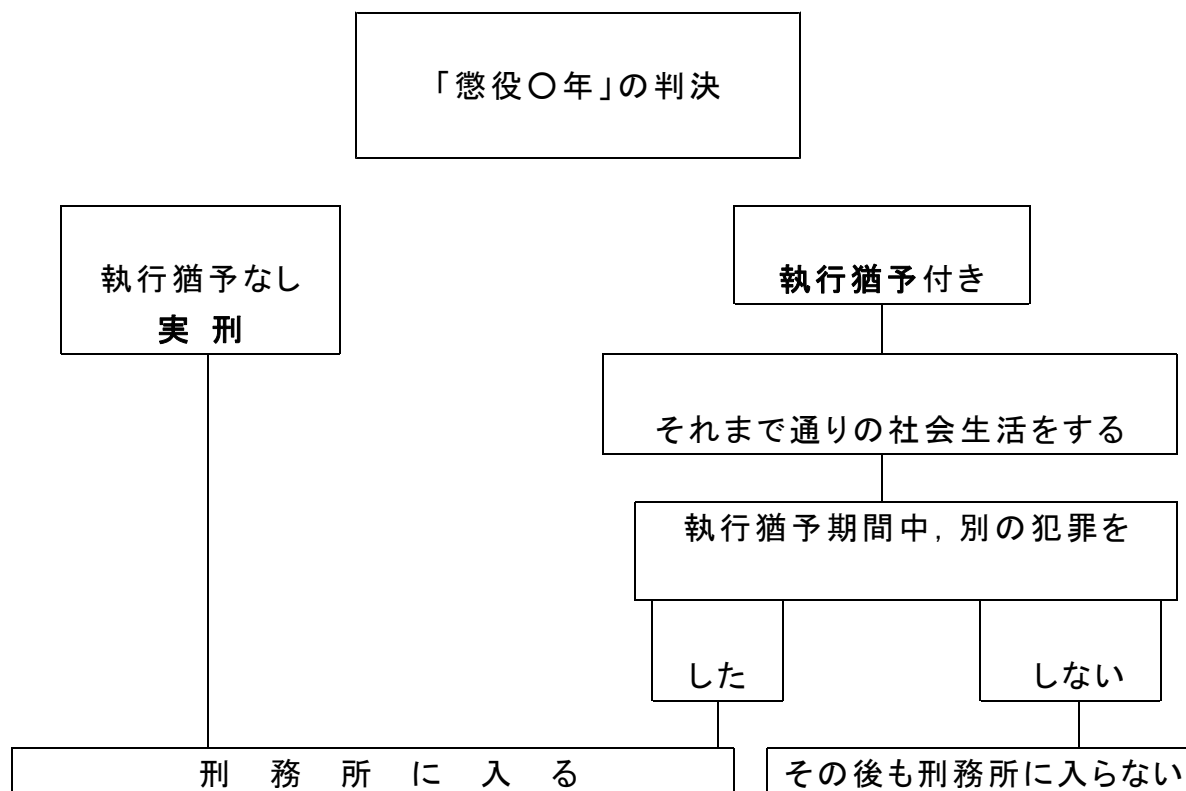 「懲役〇年」の判決
執行猶予なし
実 刑
執行猶予付き
それまで通りの社会生活をする
執行猶予期間中，別の犯罪を
した
しない
刑 務 所 に 入 る
その後も刑務所に入らない